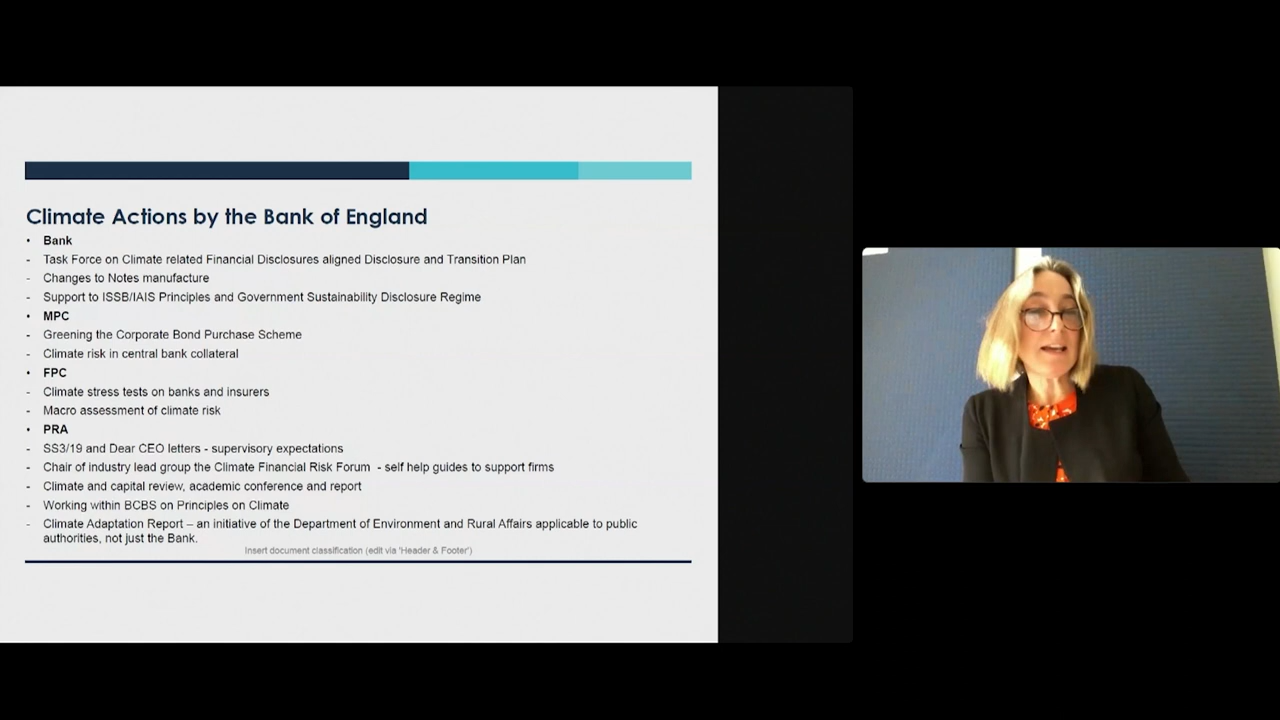 Climate Actions by the Bank of England
• Bank
- Task Force on Climate related Financial Disclosures aligned Disclosure and Transition Plan
- Changes to Notes manufacture
- Support to ISSB/IAIS Principles and Government Sustainability Disclosure Regime
• MPC
- Greening the Corporate Bond Purchase Scheme
- Climate risk in central bank collateral
• FPC
- Climate stress tests on banks and insurers
- Macro assessment of climate risk
• PRA
- SS3/19 and Dear CEO letters - supervisory expectations
- Chair of industry lead group the Climate Financial Risk Forum - self help guides to support firms
- Climate and capital review, academic conference and report
- Working within BCBS on Principles on Climate
- Climate Adaptation Report – an initiative of the Department of Environment and Rural Affairs applicable to public
authorities, not just the Bank.
Insert document classification (edit via 'Header & Footer')